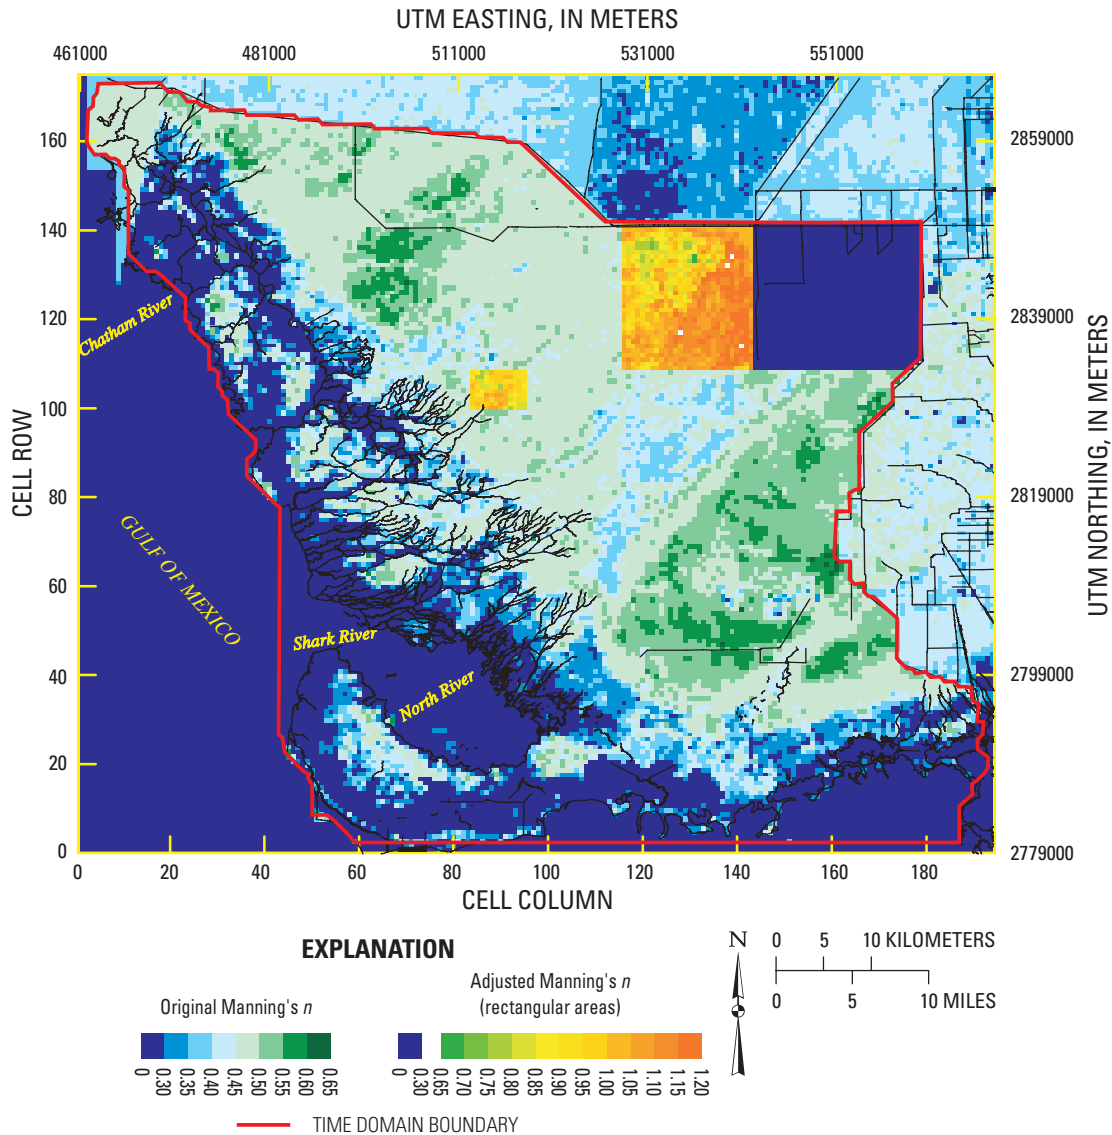 UTM EASTING, IN METERS
461000 481000 511000 531000 551000
160
140
120
100
80
60
40
20
0
CELL ROW
2859000
2839000
2819000
2799000
2779000
UTM NORTHING, IN METERS
Chatham River
GULF OF MEXICO
Shark River
North River
0 20 40 60 80 100 120 140 160 180
CELL COLUMN
EXPLANATION
Original Manning's n
0 0.30 0.35 0.40 0.45 0.50 0.55 0.60 0.65
Adjusted Manning's n
(rectangular areas)
0 0.30 0.65 0.70 0.75 0.80 0.85 0.90 0.95 1.00 1.05 1.10 1.15 1.20
TIME DOMAIN BOUNDARY
N
0 5 10 KILOMETERS
0 5 10 MILES